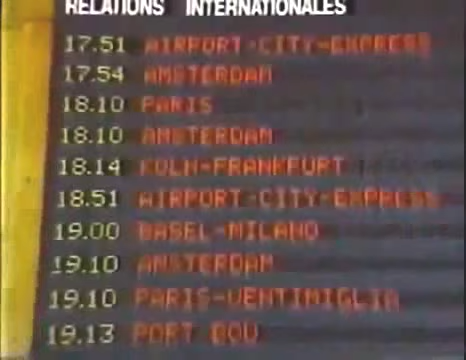 RELATIONS INTERNATIONALES
17.51 AIRPORT-CITY-EXPRESS
17.54 AMSTERDAM
18.10 PARIS
18.10 AMSTERDAM
18.14 KOLN-FRANKFURT
18.51 AIRPORT-CITY-EXPRESS
19.00 BASEL-MILANO
19.10 AMSTERDAM
19.10 PARIS-VENTIMIGLIA
19.13 PORT BOU